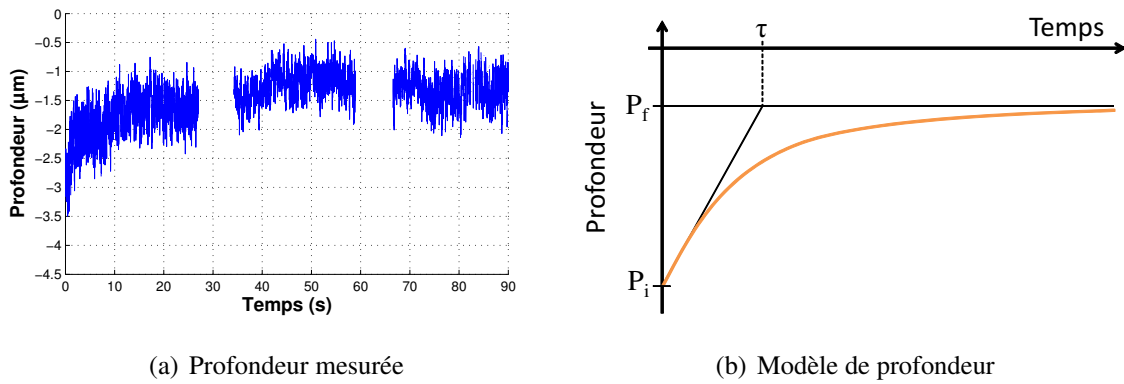 0
−0.5
−1
−1.5
−2
−2.5
−3
−3.5
−4
−4.5
0 10 20 30 40 50 60 70 80 90
Profondeur (µm)
Temps (s)
(a) Profondeur mesurée
τ
Temps
P_f
Profondeur
P_i
(b) Modèle de profondeur